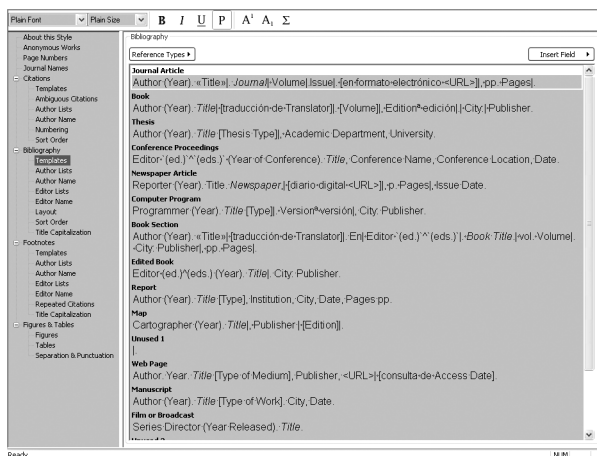 Plain Font Plain Size B I U P A¹ A₁ Σ
About this Style
Anonymous Works
Page Numbers
Journal Names
Citations
Templates
Ambiguous Citations
Author Lists
Author Name
Numbering
Sort Order
Bibliography
Templates
Author Lists
Author Name
Editor Lists
Editor Name
Layout
Sort Order
Title Capitalization
Footnotes
Templates
Author Lists
Author Name
Editor Lists
Editor Name
Repeated Citations
Title Capitalization
Figures & Tables
Figures
Tables
Separation & Punctuation
Bibliography
Reference Types Insert Field
Journal Article
Author·(Year).·«Title»|.·Journal|·Volume|.Issue|,·[en·formato·electrónico·<URL>]|,·pp.·Pages|.
Book
Author·(Year).·Title|·[traducción·de·Translator]|.·[Volume]|,·Editionª·edición|,|·City:|·Publisher.
Thesis
Author·(Year).·Title·[Thesis·Type]|,·Academic·Department,·University.
Conference Proceedings
Editor·`(ed.)`^`(eds.)`·(Year·of·Conference).·Title,·Conference·Name,·Conference·Location,·Date.
Newspaper Article
Reporter·(Year).·Title.·Newspaper,|·[diario·digital·<URL>]|,·p.·Pages|,·Issue·Date.
Computer Program
Programmer·(Year).·Title·[Type]|,·Versionª·versión|,·City:·Publisher.
Book Section
Author·(Year).·«Title»|·[traducción·de·Translator]|.·En|·Editor·`(ed.)`^`(eds.)`|.·Book·Title.|·vol.·Volume|.
·City:·Publisher|,·pp.·Pages|.
Edited Book
Editor·(ed.)^(eds.)·(Year).·Title|.·City:·Publisher.
Report
Author·(Year).·Title·[Type],·Institution,·City,·Date,·Pages·pp.
Map
Cartographer·(Year).·Title|,·Publisher·|·[Edition]|.
Unused 1
|.
Web Page
Author.·Year.·Title·[Type·of·Medium],·Publisher,·<URL>|·[consulta·de·Access·Date].
Manuscript
Author·(Year).·Title·[Type·of·Work].·City,·Date.
Film or Broadcast
Series·Director·(Year·Released).·Title.
Unused 2
Ready NUM